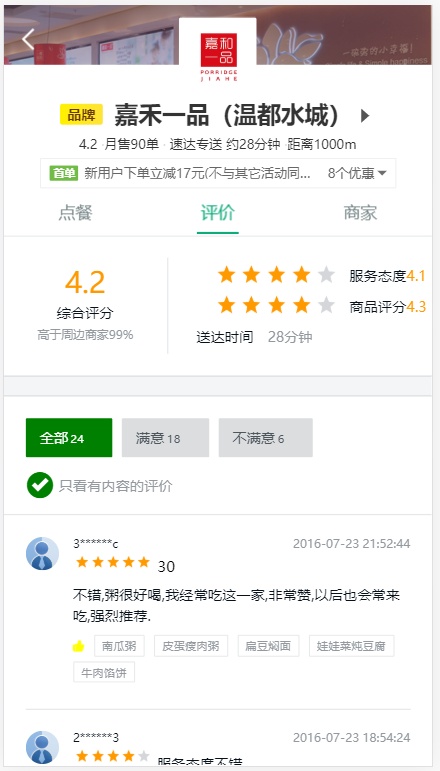 一碗粥的小幸福！
Simple happiness
嘉和
一品
PORRIDGE
JIAHE
品牌 嘉禾一品（温都水城）
4.2 ·月售90单 · 速达专送 约28分钟 ·距离1000m
首单 新用户下单立减17元(不与其它活动同... 8个优惠
点餐 评价 商家
4.2
综合评分
高于周边商家99%
服务态度4.1
商品评分4.3
送达时间 28分钟
全部 24 满意 18 不满意 6
只看有内容的评价
3******c 2016-07-23 21:52:44
30
不错,粥很好喝,我经常吃这一家,非常赞,以后也会常来
吃,强烈推荐.
南瓜粥 皮蛋瘦肉粥 扁豆焖面 娃娃菜炖豆腐
牛肉馅饼
2******3 2016-07-23 18:54:24
服务态度不错